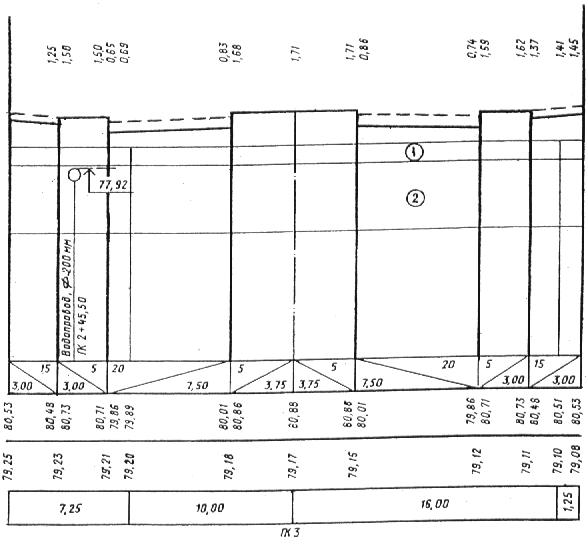 1,25 1,50 1,50 0,65 0,69 0,83 1,68 1,71 1,71 0,86 0,74 1,59 1,62 1,37 1,41 1,45
1
77,92
2
Водопровод, Ф-200 мм
ПК 2+45,50
15 5 20 5 5 20 5 15
3,00 3,00 7,50 3,75 3,75 7,50 3,00 3,00
80,53 80,48 80,73 80,71 79,86 79,89 80,01 80,86 80,88 80,86 80,01 79,86 80,71 80,73 80,48 80,51 80,53
79,25 79,23 79,21 79,20 79,18 79,17 79,15 79,12 79,11 79,10 79,08
7,25 10,00 16,00 1,25
ПК 3